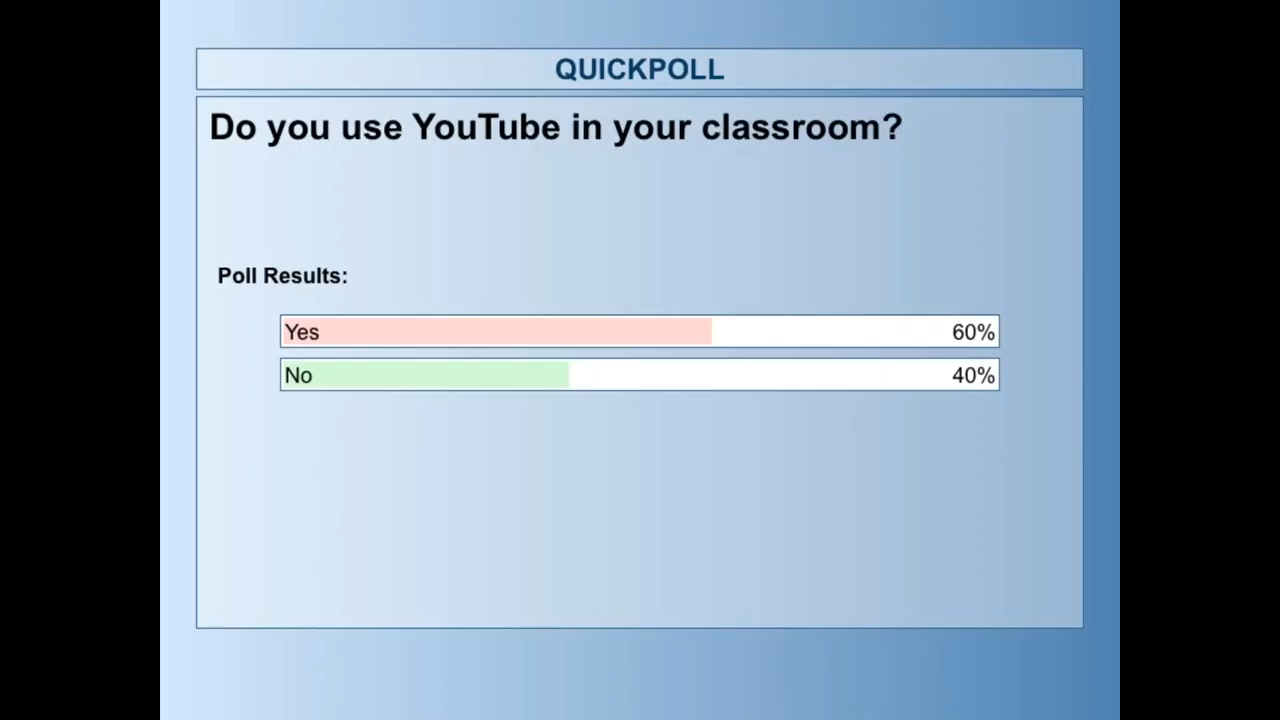 QUICKPOLL
Do you use YouTube in your classroom?
Poll Results:
Yes 60%
No 40%